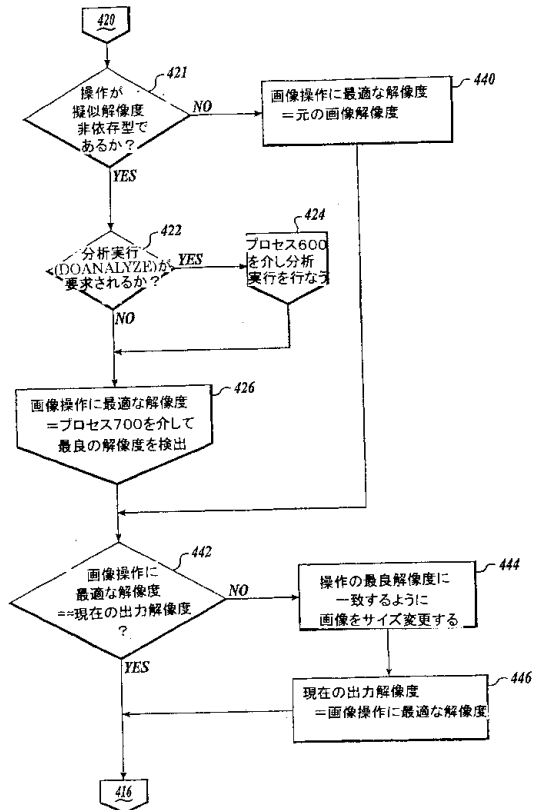 420
421
操作が
擬似解像度
非依存型で
あるか？
NO
YES
440
画像操作に最適な解像度
＝元の画像解像度
422
分析実行
(DOANALYZE)が
要求されるか？
YES
NO
424
プロセス600
を介し分析
実行を行なう
426
画像操作に最適な解像度
＝プロセス700を介して
最良の解像度を検出
442
画像操作に
最適な解像度
==現在の出力解像度
？
NO
YES
444
操作の最良解像度に
一致するように
画像をサイズ変更する
446
現在の出力解像度
＝画像操作に最適な解像度
416